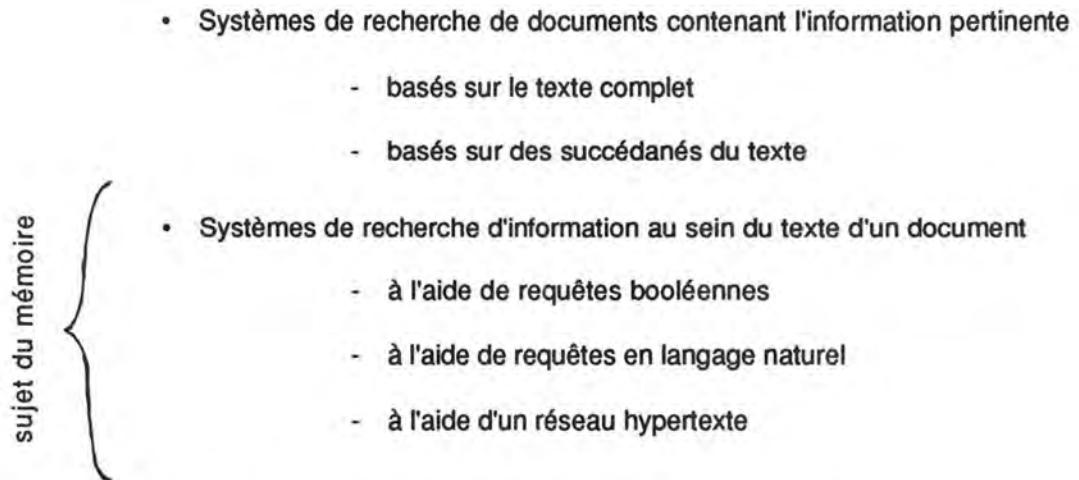 • Systèmes de recherche de documents contenant l'information pertinente
- basés sur le texte complet
- basés sur des succédanés du texte
sujet du mémoire
• Systèmes de recherche d'information au sein du texte d'un document
- à l'aide de requêtes booléennes
- à l'aide de requêtes en langage naturel
- à l'aide d'un réseau hypertexte